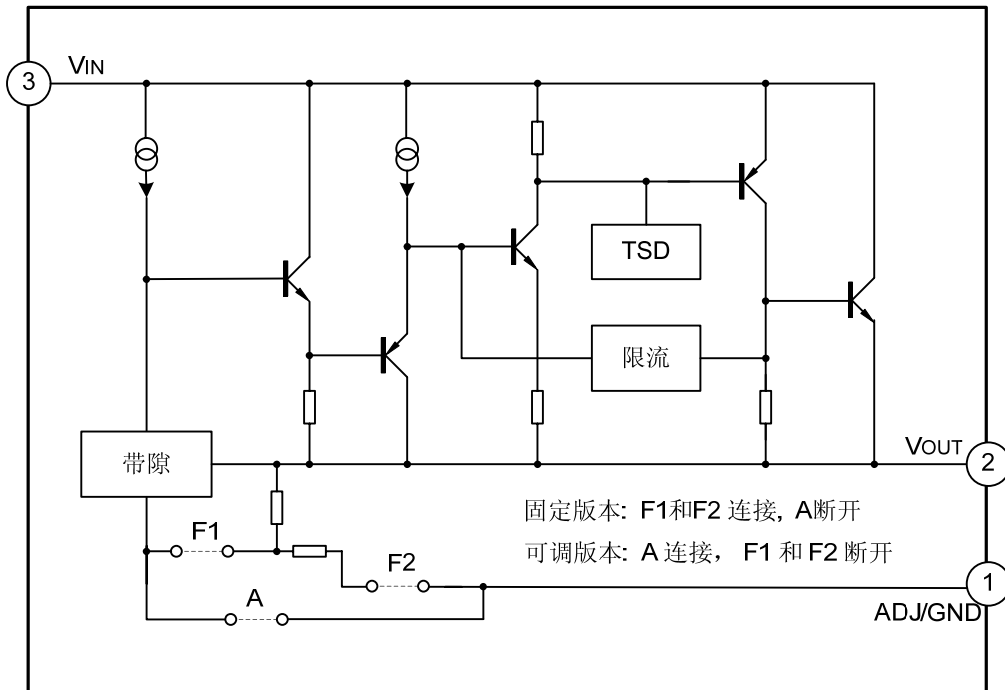 3
VIN
TSD
限流
带隙
VOUT
2
固定版本: F1和F2 连接, A断开
可调版本: A 连接， F1 和 F2 断开
F1
F2
A
1
ADJ/GND